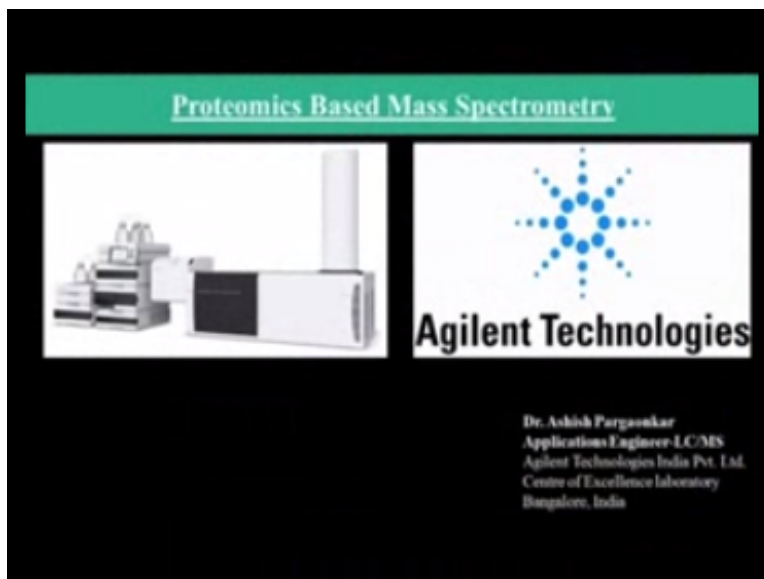 Proteomics Based Mass Spectrometry
Agilent Technologies
Dr. Ashish Pargaonkar
Applications Engineer-LC/MS
Agilent Technologies India Pvt. Ltd.
Centre of Excellence laboratory
Bangalore, India